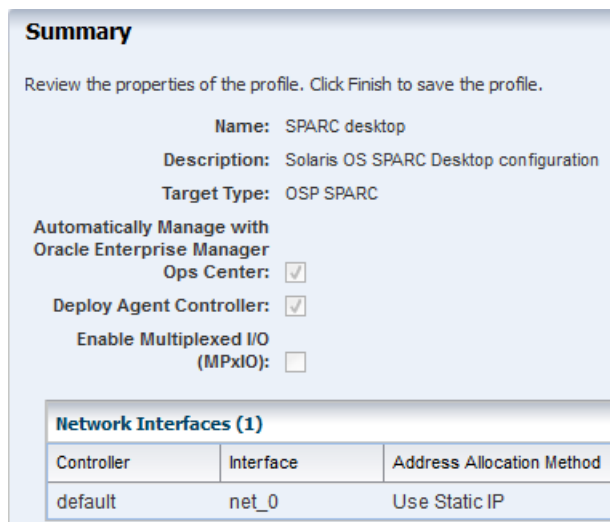 Summary
Review the properties of the profile. Click Finish to save the profile.
Name: SPARC desktop
Description: Solaris OS SPARC Desktop configuration
Target Type: OSP SPARC
Automatically Manage with
Oracle Enterprise Manager
Ops Center:
Deploy Agent Controller:
Enable Multiplexed I/O
(MPxIO):
Network Interfaces (1)
Controller Interface Address Allocation Method
default net_0 Use Static IP